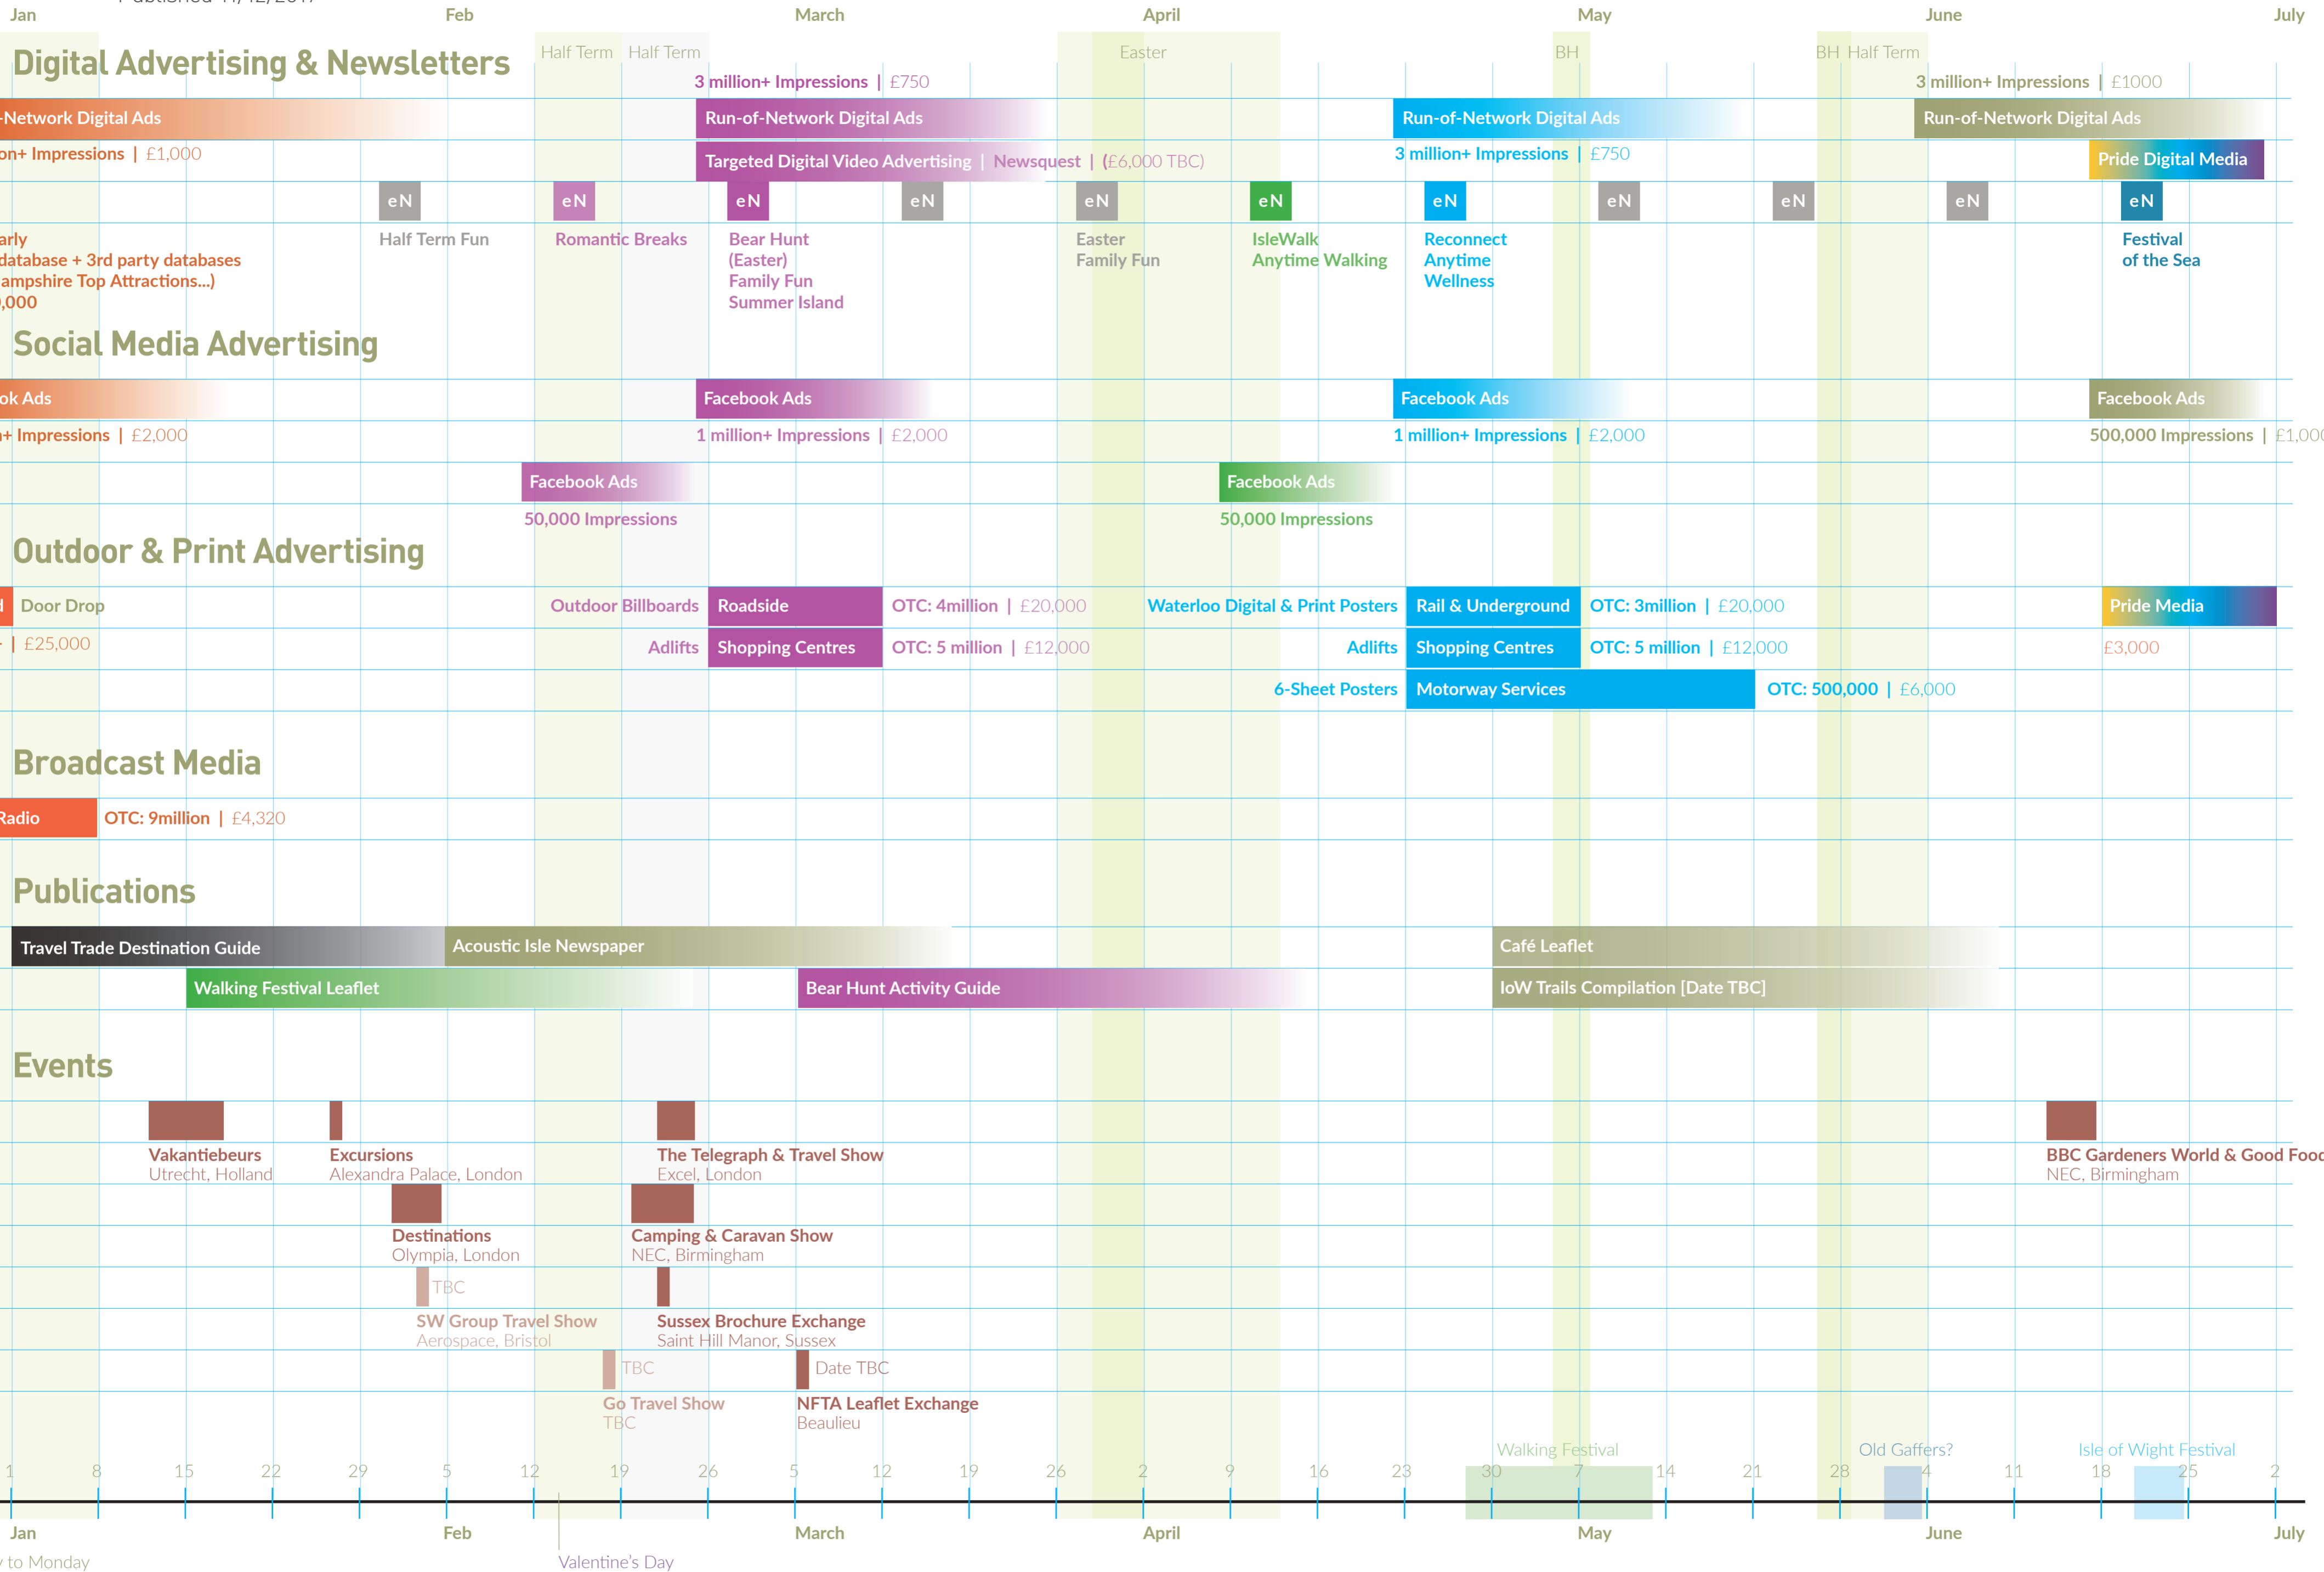 Published 11/12/2017
Jan Feb March April May June July
Half Term Half Term Easter BH BH Half Term
Digital Advertising & Newsletters
3 million+ Impressions | £750
3 million+ Impressions | £1000
-Network Digital Ads
Run-of-Network Digital Ads
Run-of-Network Digital Ads
Run-of-Network Digital Ads
on+ Impressions | £1,000
Targeted Digital Video Advertising | Newsquest | (£6,000 TBC)
3 million+ Impressions | £750
Pride Digital Media
eN eN eN eN eN eN eN eN eN eN eN
arly
database + 3rd party databases
ampshire Top Attractions...)
,000
Half Term Fun
Romantic Breaks
Bear Hunt
(Easter)
Family Fun
Summer Island
Easter
Family Fun
IsleWalk
Anytime Walking
Reconnect
Anytime
Wellness
Festival
of the Sea
Social Media Advertising
ok Ads
Facebook Ads
Facebook Ads
Facebook Ads
+ Impressions | £2,000
1 million+ Impressions | £2,000
1 million+ Impressions | £2,000
500,000 Impressions | £1,000
Facebook Ads
Facebook Ads
50,000 Impressions
50,000 Impressions
Outdoor & Print Advertising
d Door Drop
Outdoor Billboards Roadside OTC: 4million | £20,000
Waterloo Digital & Print Posters Rail & Underground OTC: 3million | £20,000
Pride Media
| £25,000
Adlifts Shopping Centres OTC: 5 million | £12,000
Adlifts Shopping Centres OTC: 5 million | £12,000
£3,000
6-Sheet Posters Motorway Services OTC: 500,000 | £6,000
Broadcast Media
Radio OTC: 9million | £4,320
Publications
Travel Trade Destination Guide
Acoustic Isle Newspaper
Café Leaflet
Walking Festival Leaflet
Bear Hunt Activity Guide
IoW Trails Compilation [Date TBC]
Events
Vakantiebeurs
Utrecht, Holland
Excursions
Alexandra Palace, London
The Telegraph & Travel Show
Excel, London
BBC Gardeners World & Good Food
NEC, Birmingham
Destinations
Olympia, London
Camping & Caravan Show
NEC, Birmingham
TBC
SW Group Travel Show
Aerospace, Bristol
Sussex Brochure Exchange
Saint Hill Manor, Sussex
TBC
Go Travel Show
TBC
Date TBC
NFTA Leaflet Exchange
Beaulieu
Walking Festival Old Gaffers? Isle of Wight Festival
1 8 15 22 29 5 12 19 26 5 12 19 26 2 9 16 23 30 7 14 21 28 4 11 18 25 2
Jan Feb March April May June July
y to Monday
Valentine's Day